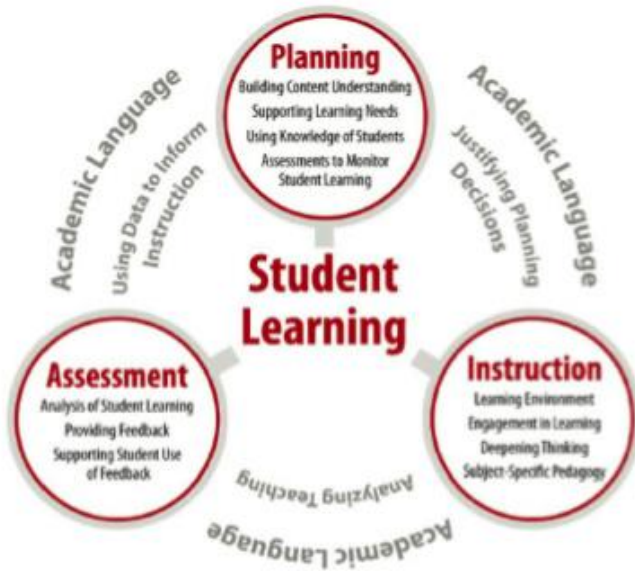 Planning
Building Content Understanding
Supporting Learning Needs
Using Knowledge of Students
Assessments to Monitor
Student Learning
Academic Language
Using Data to Inform
Instruction
Academic Language
Justifying Planning
Decisions
Student
Learning
Assessment
Analysis of Student Learning
Providing Feedback
Supporting Student Use
of Feedback
Instruction
Learning Environment
Engagement in Learning
Deepening Thinking
Subject-Specific Pedagogy
Analyzing Teaching
Academic Language